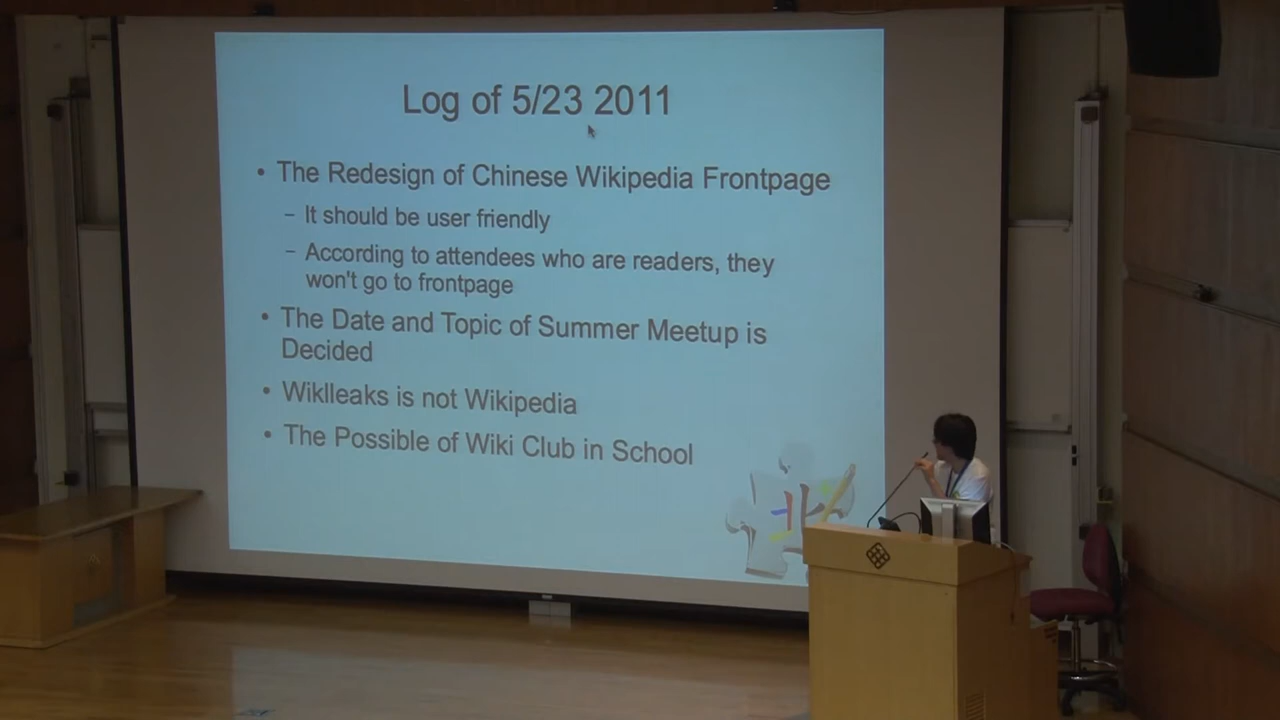 Log of 5/23 2011
• The Redesign of Chinese Wikipedia Frontpage
– It should be user friendly
– According to attendees who are readers, they
won't go to frontpage
• The Date and Topic of Summer Meetup is
Decided
• Wiklleaks is not Wikipedia
• The Possible of Wiki Club in School
北